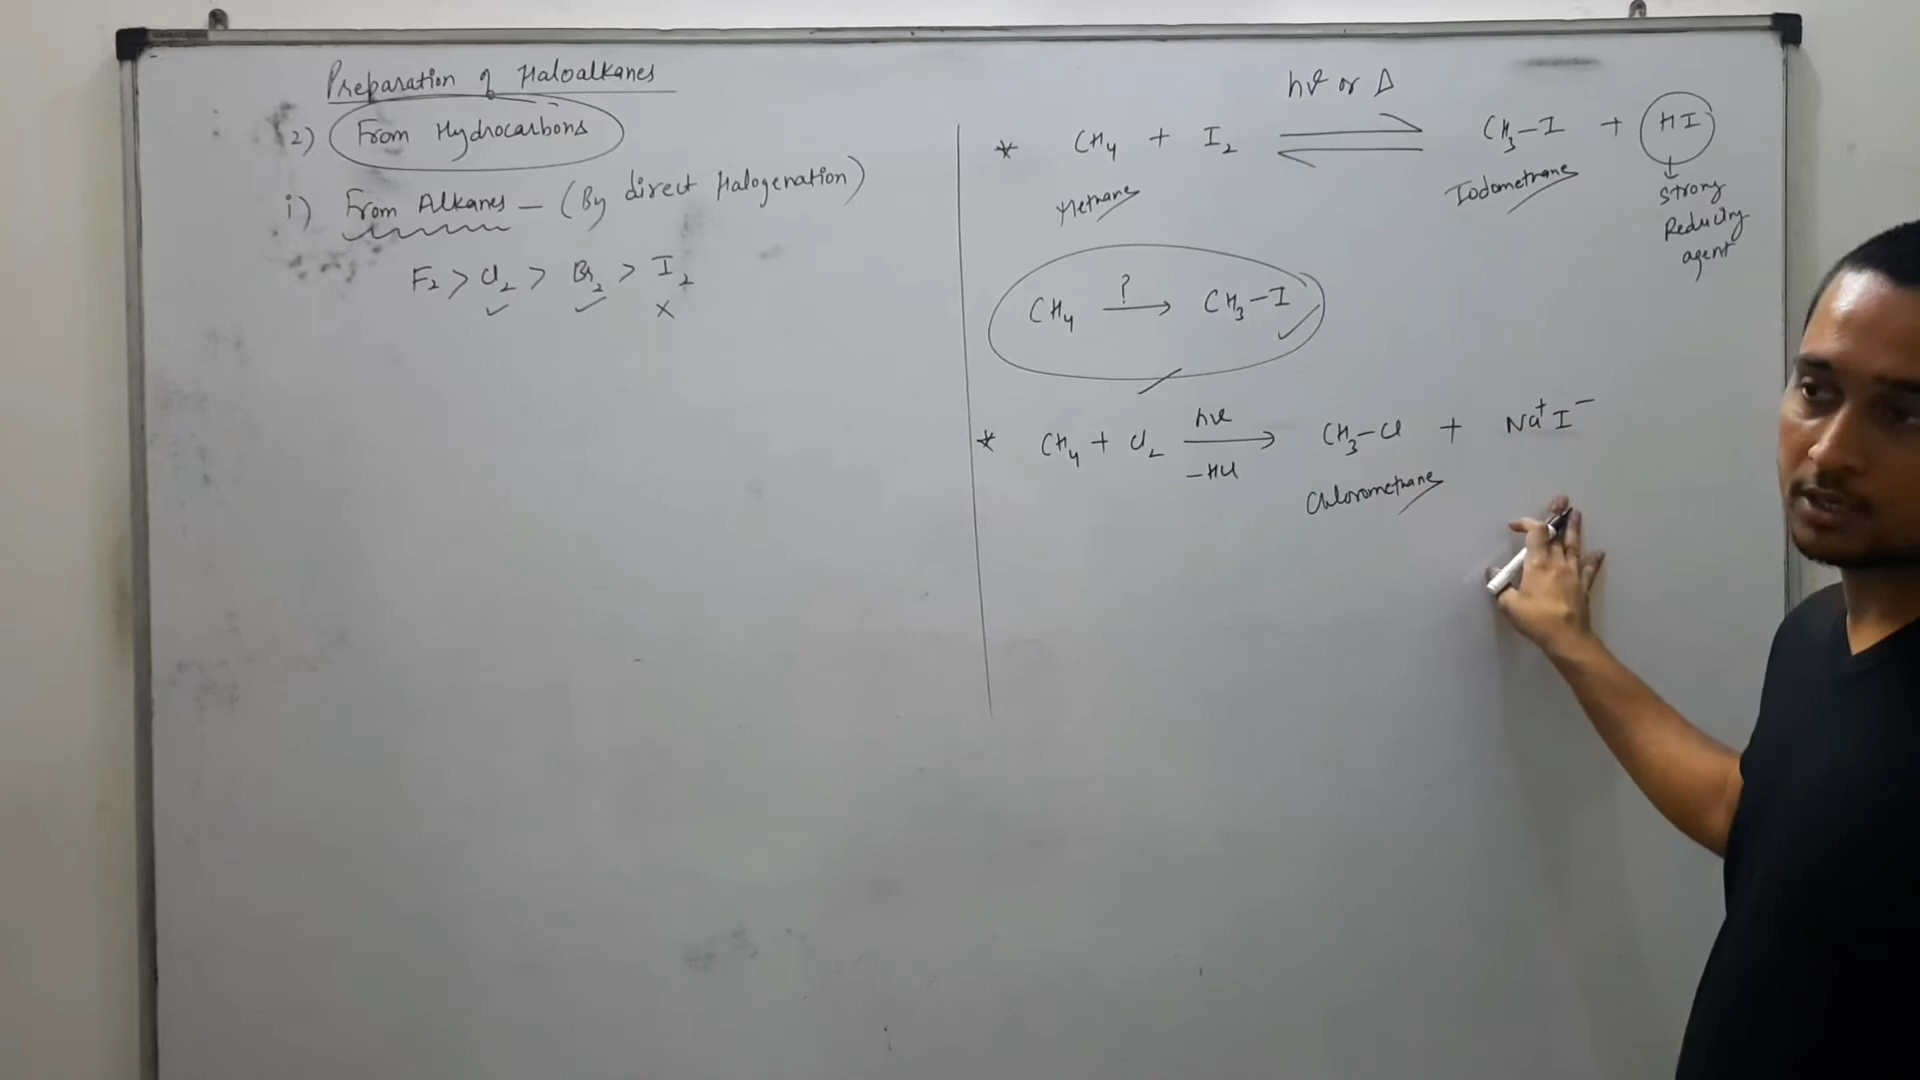 Preparation of Haloalkanes
2) From Hydrocarbons
i) From Alkanes – (By direct Halogenation)
F₂ > Cl₂ > Br₂ > I₂
✓ ✓ ×
hν or Δ
* CH₄ + I₂ ⇌ CH₃–I + HI
Methane Iodomethane
↓
Strong
Reducing
agent
CH₄ —?→ CH₃–I ✓
hν
* CH₄ + Cl₂ → CH₃–Cl + Na⁺I⁻
–HCl
Chloromethane